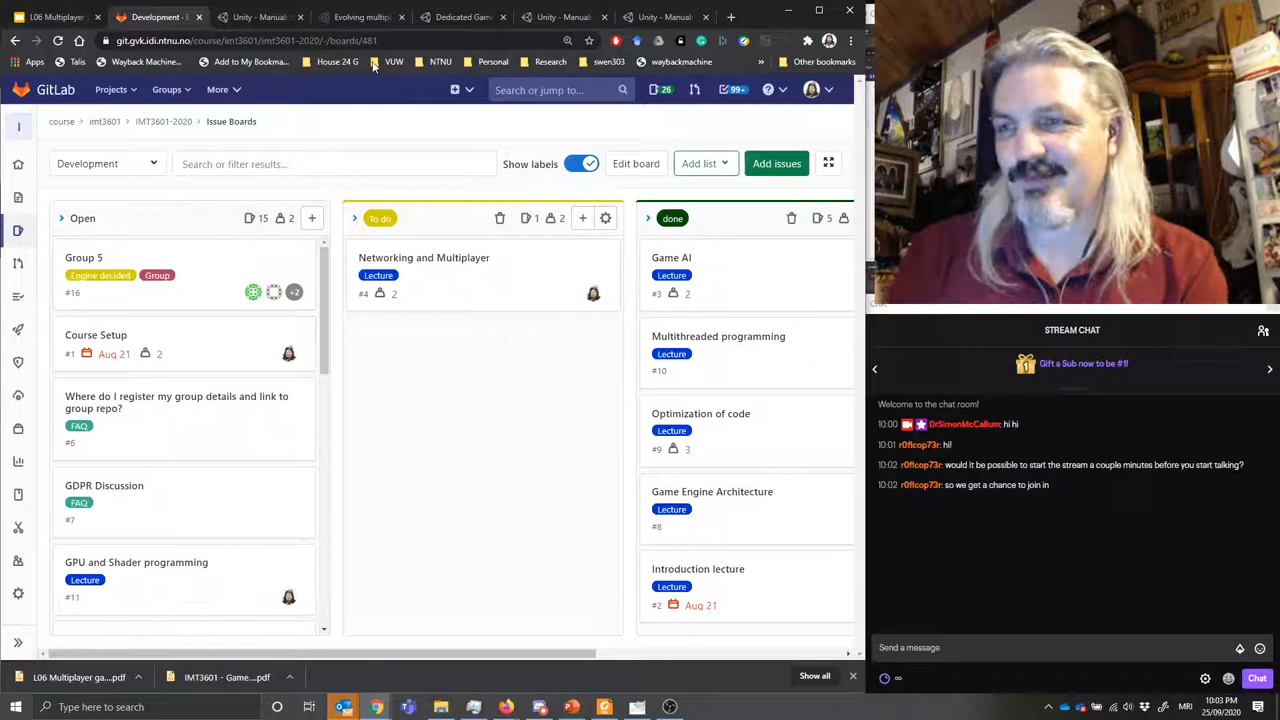 L06 Multiplayer
Development ·
Unity - Manual
Evolving multipl
Dedicated Game
Unity - Manual:
Unity - Manual:
git.gvk.idi.ntnu.no/course/imt3601/imt3601-2020/-/boards/481
Apps
Talis
Wayback Machine...
Add to My Bookma...
House 24 G
VUW
NTNU
Personal
Research
swen303
waybackmachine
»
Other bookmarks
GitLab
Projects
Groups
More
Search or jump to...
26
99+
I
course › imt3601 › IMT3601-2020 › Issue Boards
Development
Search or filter results...
Show labels
Edit board
Add list
Add issues
Open
15
2
Group 5
Engine decided
Group
#16
+2
Course Setup
#1
Aug 21
2
Where do I register my group details and link to
group repo?
FAQ
#6
GDPR Discussion
FAQ
#7
GPU and Shader programming
Lecture
#11
To do
1
2
Networking and Multiplayer
Lecture
#4
2
done
5
Game AI
Lecture
#3
2
Multithreaded programming
Lecture
#10
Optimization of code
Lecture
#9
3
Game Engine Architecture
Lecture
#8
Introduction lecture
Lecture
#2
Aug 21
STREAM CHAT
1
Gift a Sub now to be #1!
Welcome to the chat room!
10:00 DrSimonMcCallum: hi hi
10:01 r0flcop73r: hi!
10:02 r0flcop73r: would it be possible to start the stream a couple minutes before you start talking?
10:02 r0flcop73r: so we get a chance to join in
Send a message
∞
Chat
L06 Multiplayer ga....pdf
IMT3601 - Game....pdf
Show all
Type here to search
MRI
10:03 PM
25/09/2020